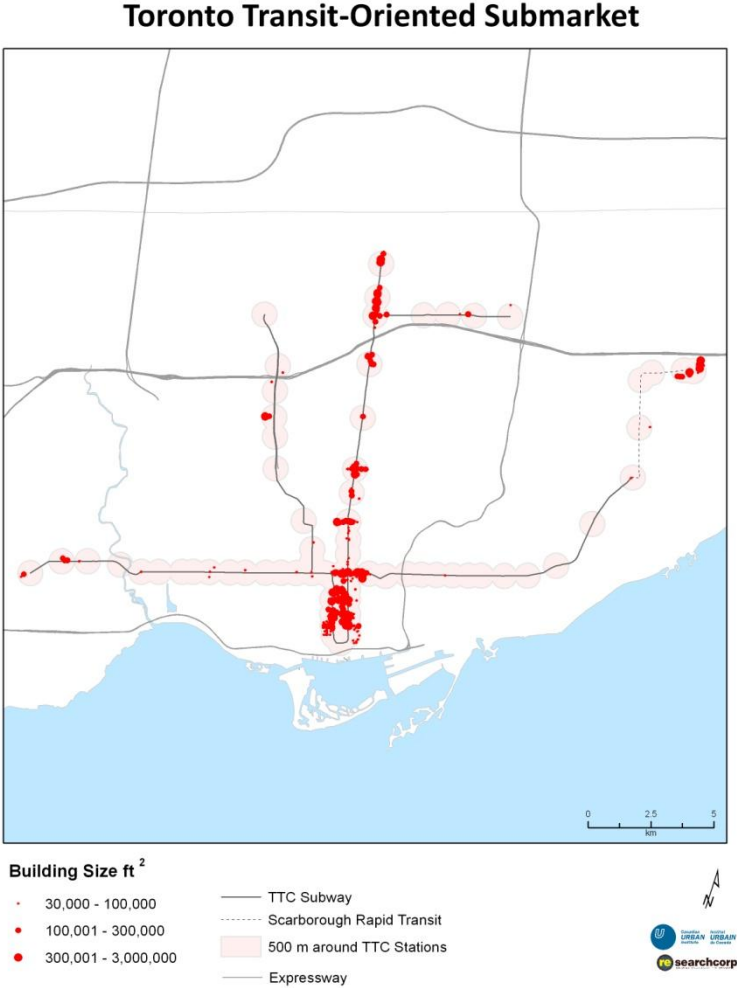 Toronto Transit-Oriented Submarket
0 2.5 5
km
Building Size ft 2
30,000 - 100,000
100,001 - 300,000
300,001 - 3,000,000
TTC Subway
Scarborough Rapid Transit
500 m around TTC Stations
Expressway
Canadian Institut
URBAN URBAIN
Institute du Canada
re searchcorp